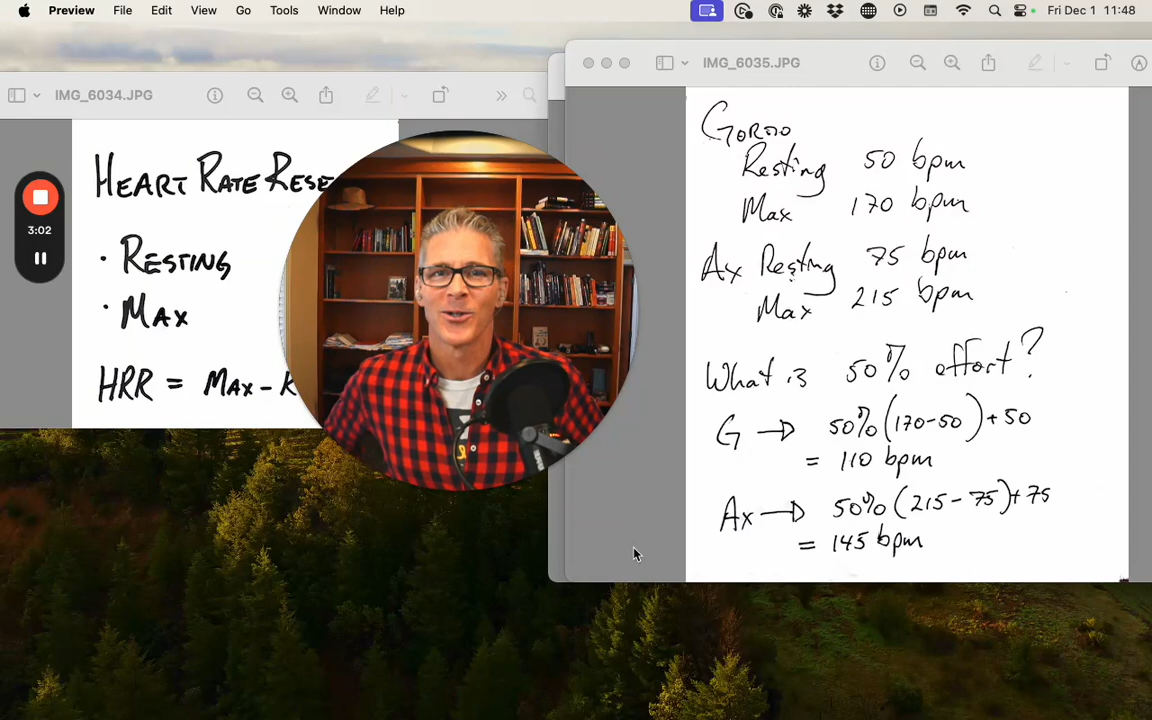 Preview File Edit View Go Tools Window Help Fri Dec 1 11:48
IMG_6034.JPG
HEART RATE RESE
· RESTING
· MAX
HRR = MAX - R
3:02
IMG_6035.JPG
GORDO
Resting 50 bpm
Max 170 bpm
Ax Resting 75 bpm
Max 215 bpm
What is 50% effort?
G → 50% (170-50) + 50
= 110 bpm
Ax → 50% (215-75) + 75
= 145 bpm